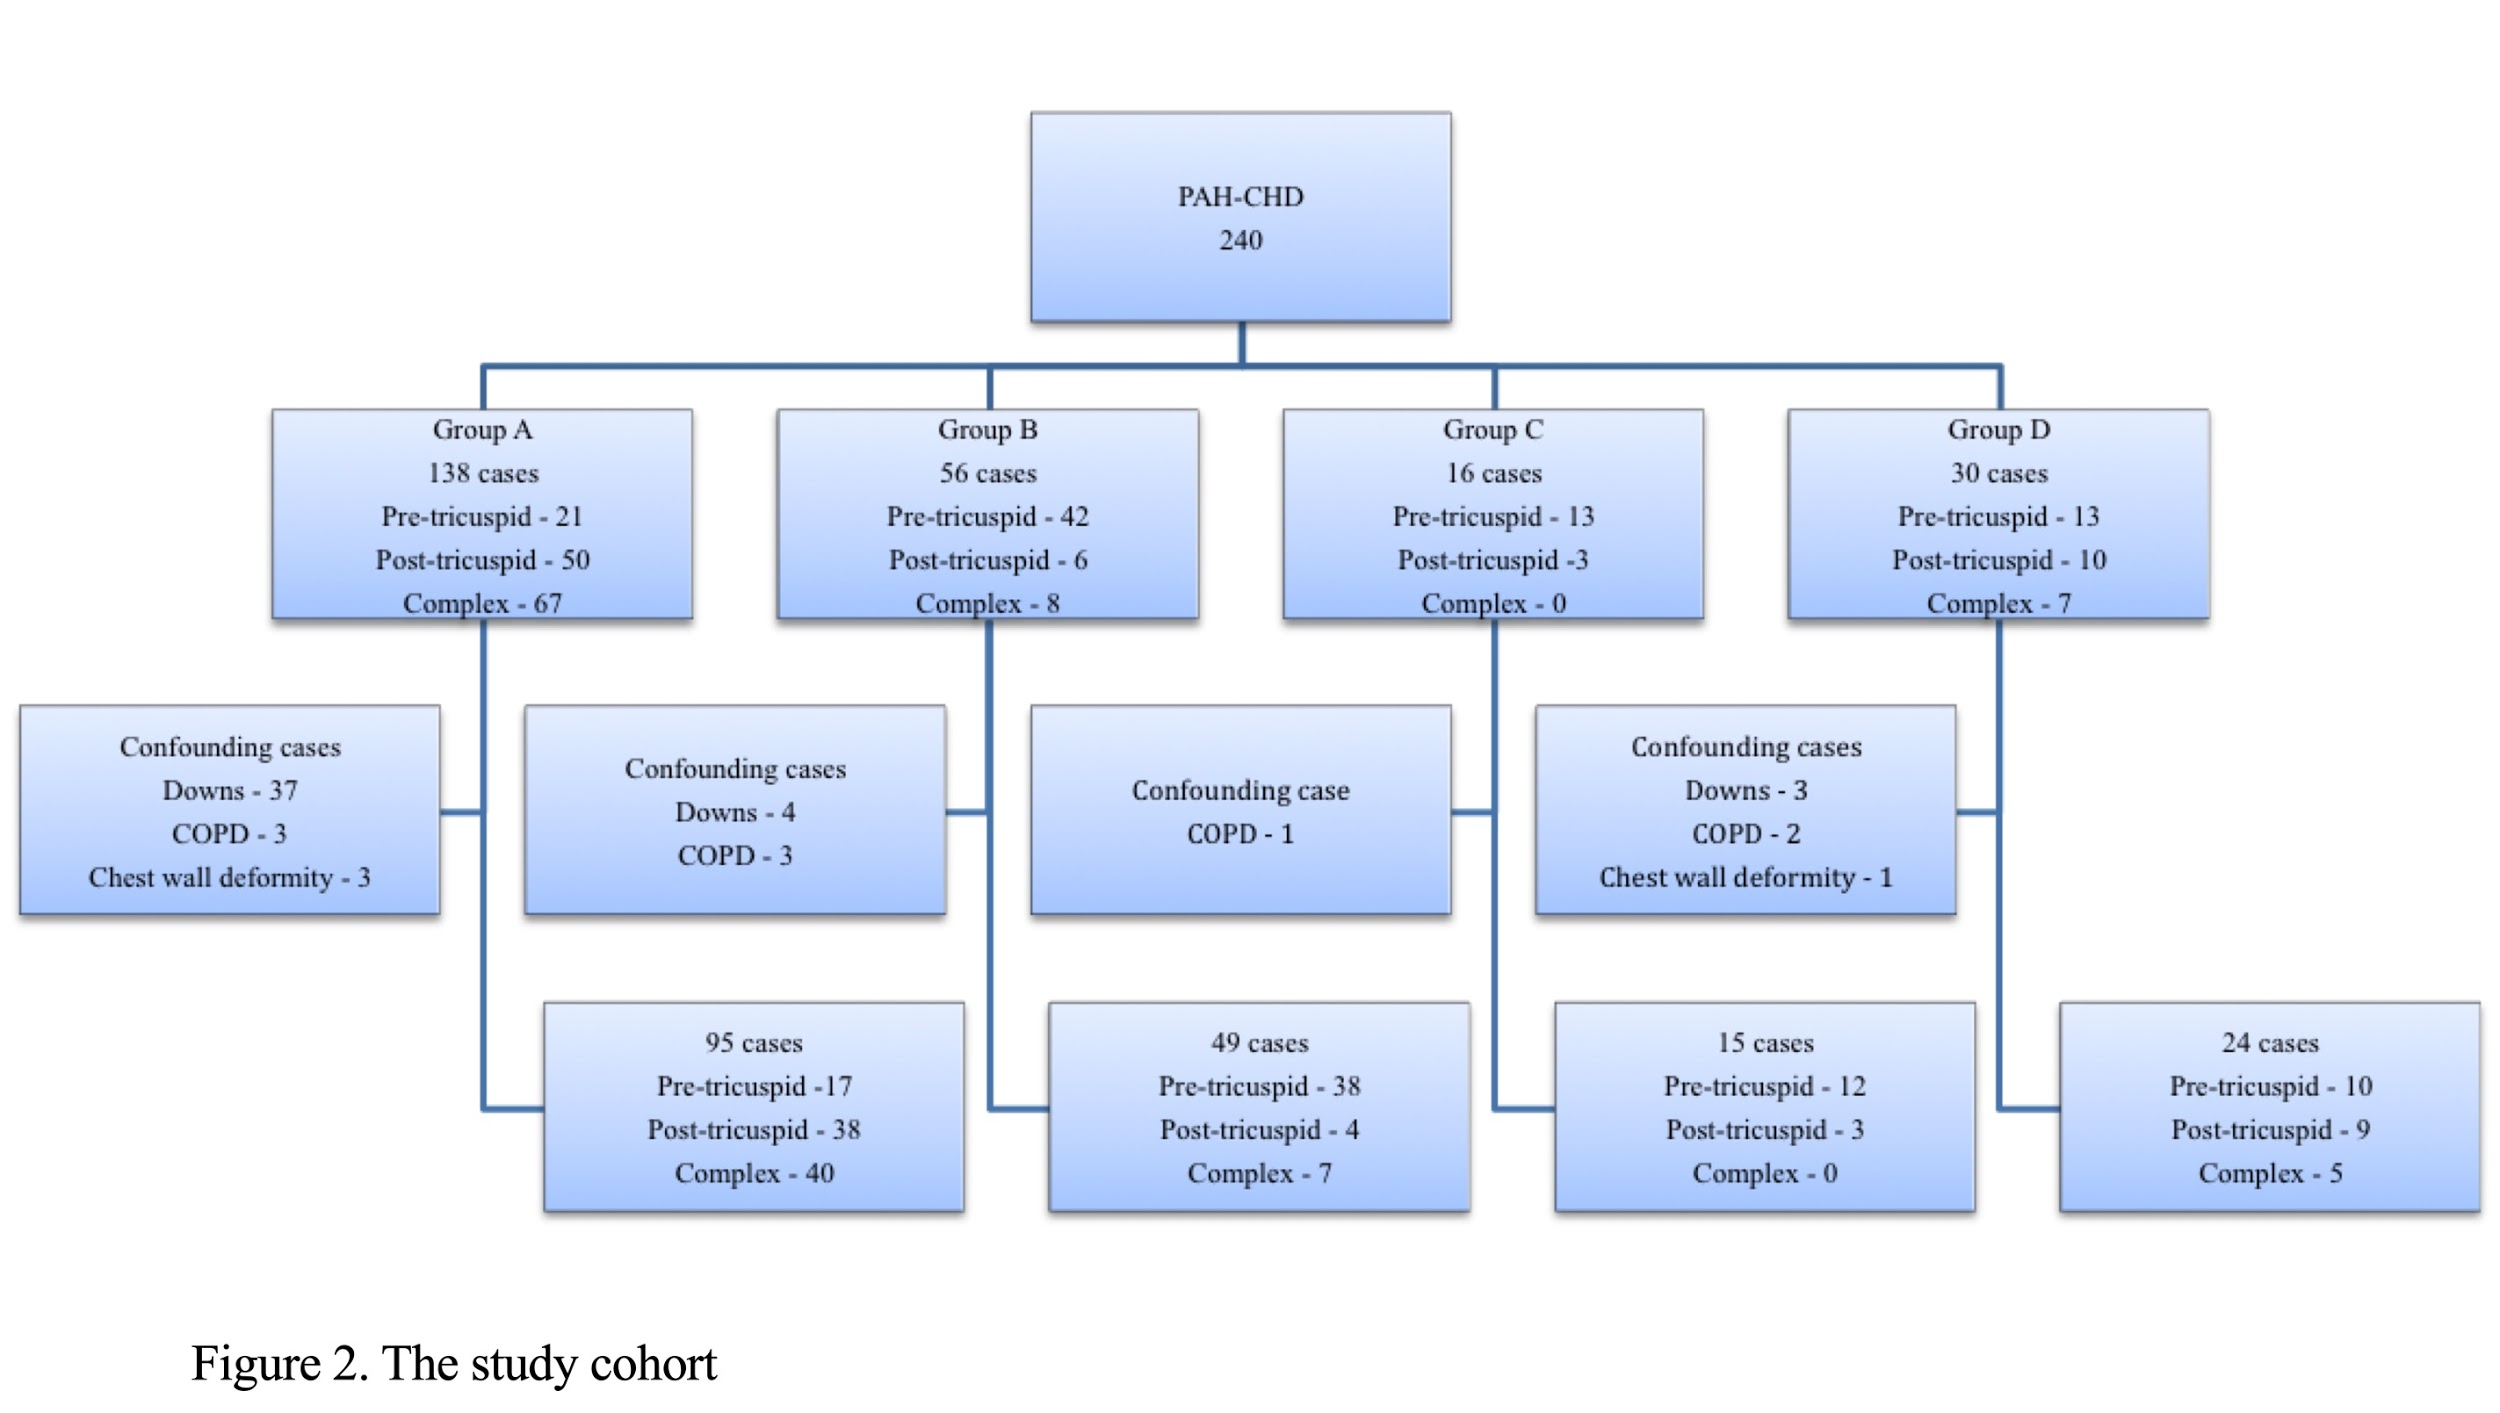 PAH-CHD
240
Group A
138 cases
Pre-tricuspid - 21
Post-tricuspid - 50
Complex - 67
Group B
56 cases
Pre-tricuspid - 42
Post-tricuspid - 6
Complex - 8
Group C
16 cases
Pre-tricuspid - 13
Post-tricuspid -3
Complex - 0
Group D
30 cases
Pre-tricuspid - 13
Post-tricuspid - 10
Complex - 7
Confounding cases
Downs - 37
COPD - 3
Chest wall deformity - 3
Confounding cases
Downs - 4
COPD - 3
Confounding case
COPD - 1
Confounding cases
Downs - 3
COPD - 2
Chest wall deformity - 1
95 cases
Pre-tricuspid -17
Post-tricuspid - 38
Complex - 40
49 cases
Pre-tricuspid - 38
Post-tricuspid - 4
Complex - 7
15 cases
Pre-tricuspid - 12
Post-tricuspid - 3
Complex - 0
24 cases
Pre-tricuspid - 10
Post-tricuspid - 9
Complex - 5
Figure 2. The study cohort